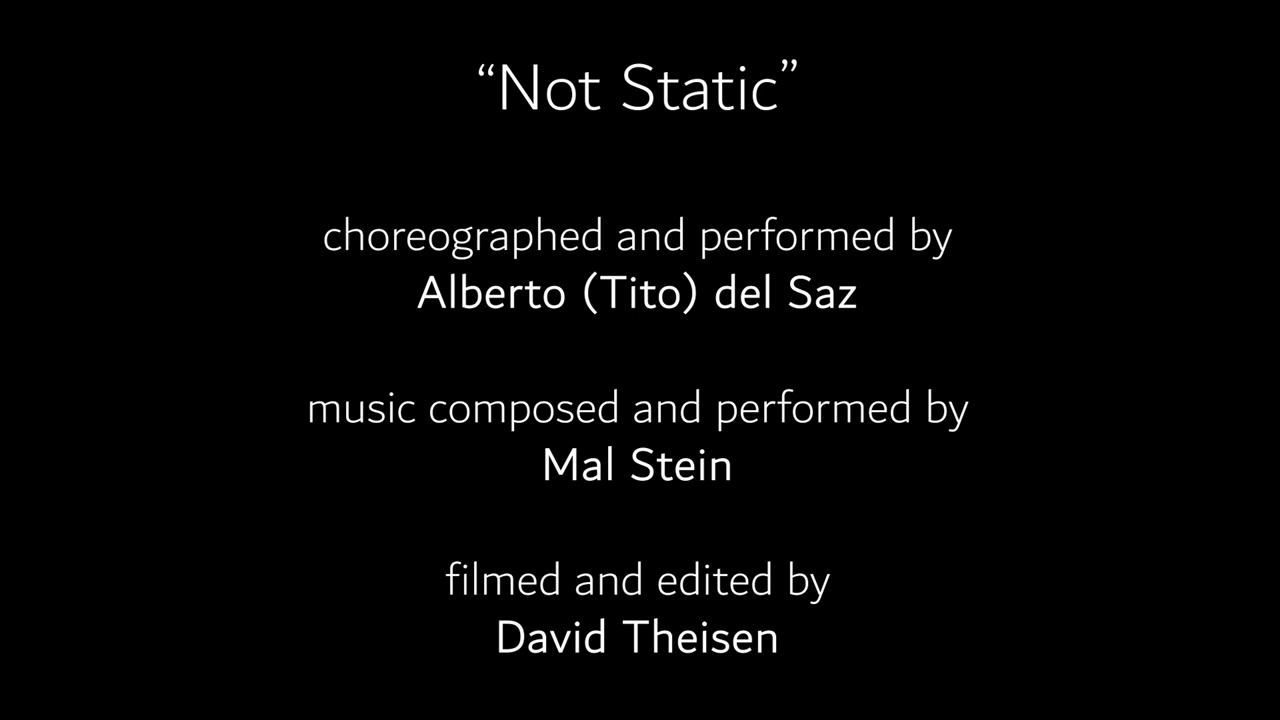 “Not Static”
choreographed and performed by
Alberto (Tito) del Saz
music composed and performed by
Mal Stein
filmed and edited by
David Theisen